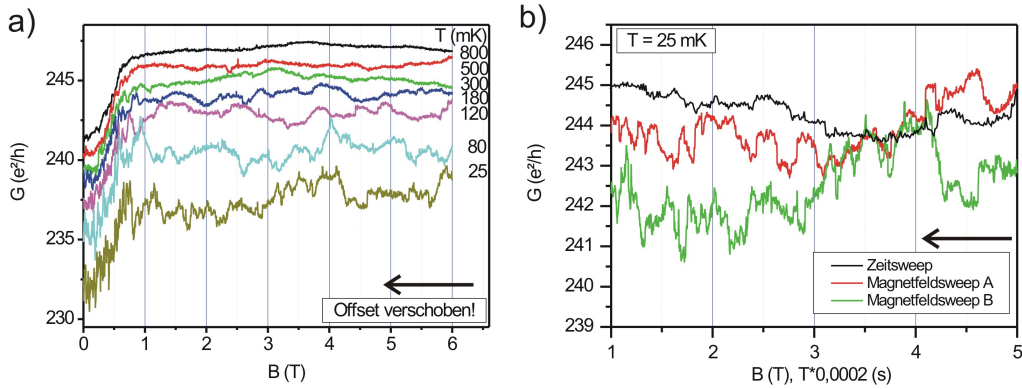 a)
T (mK)
800
500
300
180
120
80
25
245
240
235
230
G (e²/h)
0 1 2 3 4 5 6
B (T)
Offset verschoben!
b)
T = 25 mK
246
245
244
243
242
241
240
239
G (e²/h)
1 2 3 4 5
B (T), T*0,0002 (s)
Zeitsweep
Magnetfeldsweep A
Magnetfeldsweep B